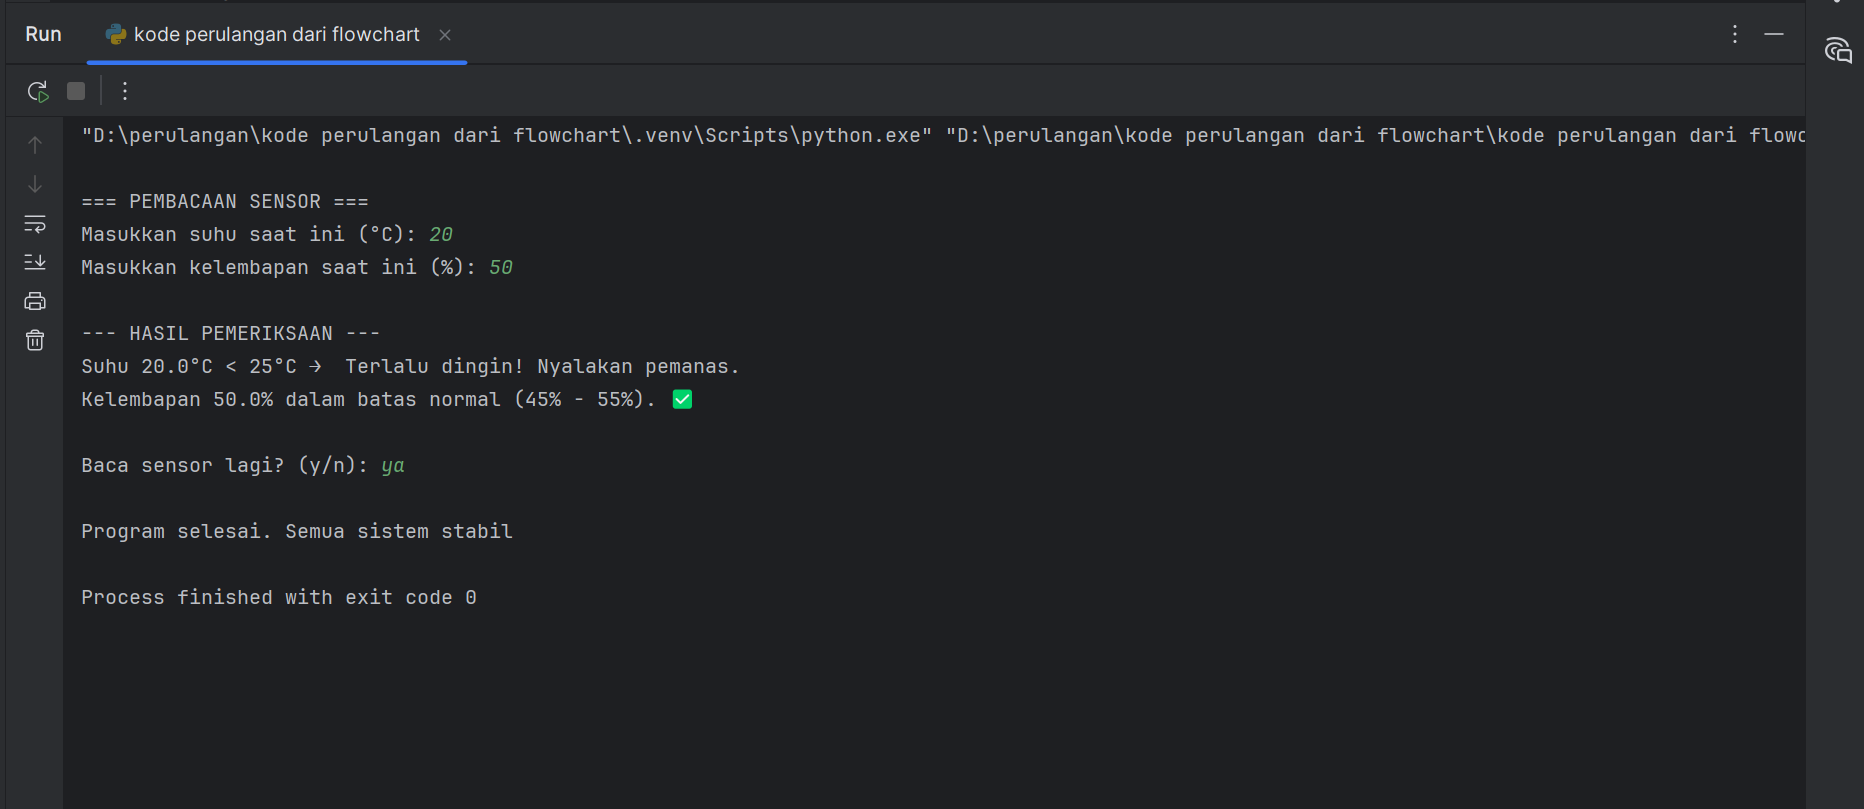 Run kode perulangan dari flowchart
"D:\perulangan\kode perulangan dari flowchart\.venv\Scripts\python.exe" "D:\perulangan\kode perulangan dari flowchart\kode perulangan dari flowc
=== PEMBACAAN SENSOR ===
Masukkan suhu saat ini (°C): 20
Masukkan kelembapan saat ini (%): 50
--- HASIL PEMERIKSAAN ---
Suhu 20.0°C < 25°C → Terlalu dingin! Nyalakan pemanas.
Kelembapan 50.0% dalam batas normal (45% - 55%). ✅
Baca sensor lagi? (y/n): ya
Program selesai. Semua sistem stabil
Process finished with exit code 0